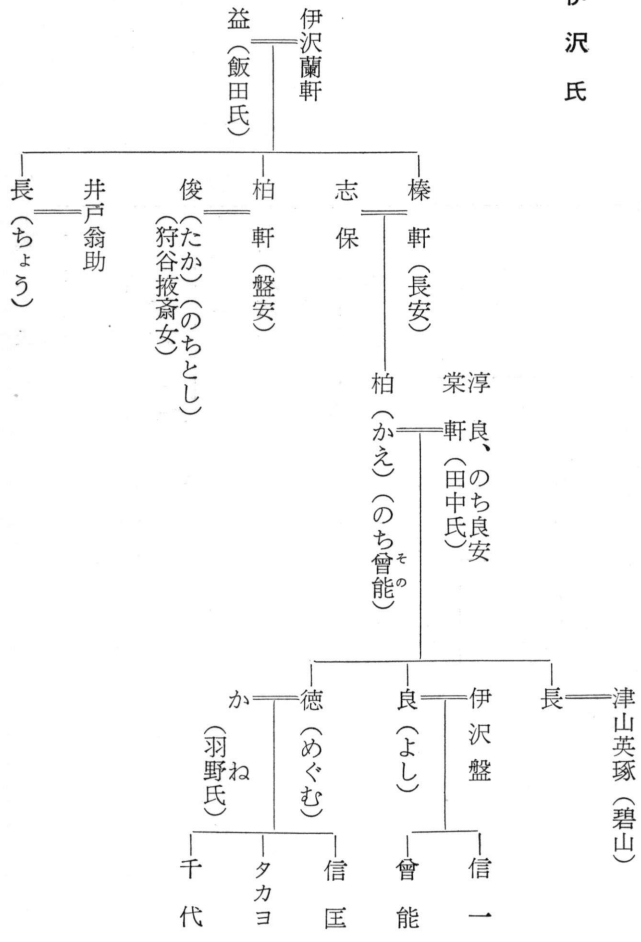 沢氏
伊沢蘭軒
益（飯田氏）
榛軒（長安）
志保
柏軒（盤安）
俊（たか）（のちとし）
（狩谷掖斎女）
井戸翁助
長（ちょう）
淳良、のち良安
棠軒（田中氏）
柏（かえ）（のち曾能）
その
津山英琢（碧山）
長
伊沢盤
良（よし）
徳（めぐむ）
かね
（羽野氏）
信一
曾能
信匡
タカヨ
千代